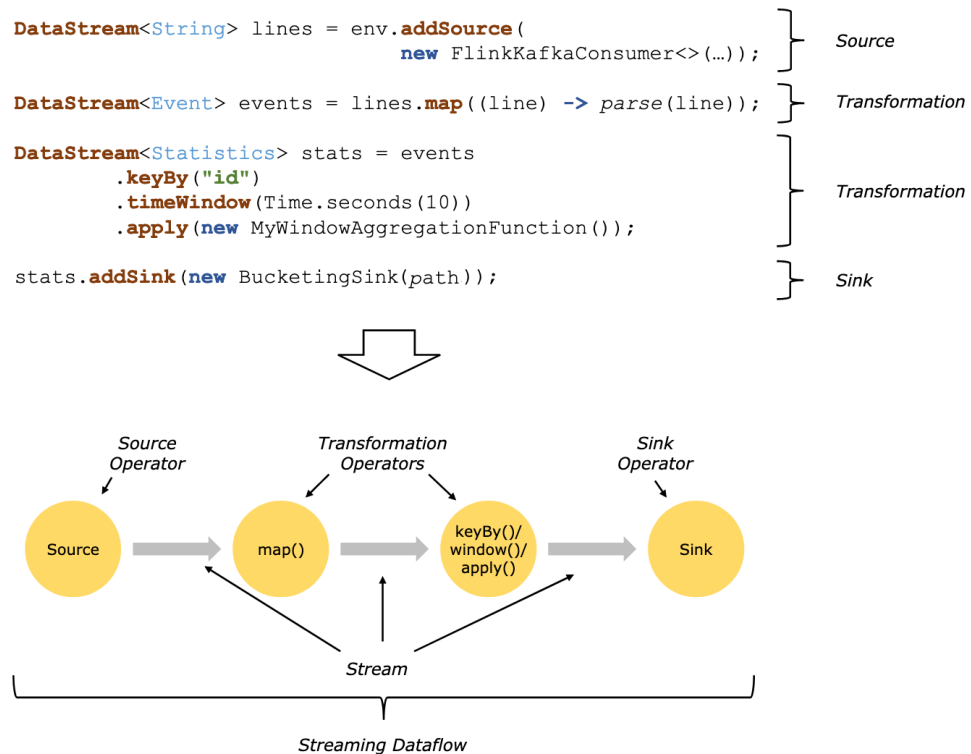 DataStream<String> lines = env.addSource(
new FlinkKafkaConsumer<>(…));
Source
DataStream<Event> events = lines.map((line) -> parse(line));
Transformation
DataStream<Statistics> stats = events
.keyBy("id")
.timeWindow(Time.seconds(10))
.apply(new MyWindowAggregationFunction());
Transformation
stats.addSink(new BucketingSink(path));
Sink
Source
Operator
Transformation
Operators
Sink
Operator
Source
map()
keyBy()/
window()/
apply()
Sink
Stream
Streaming Dataflow